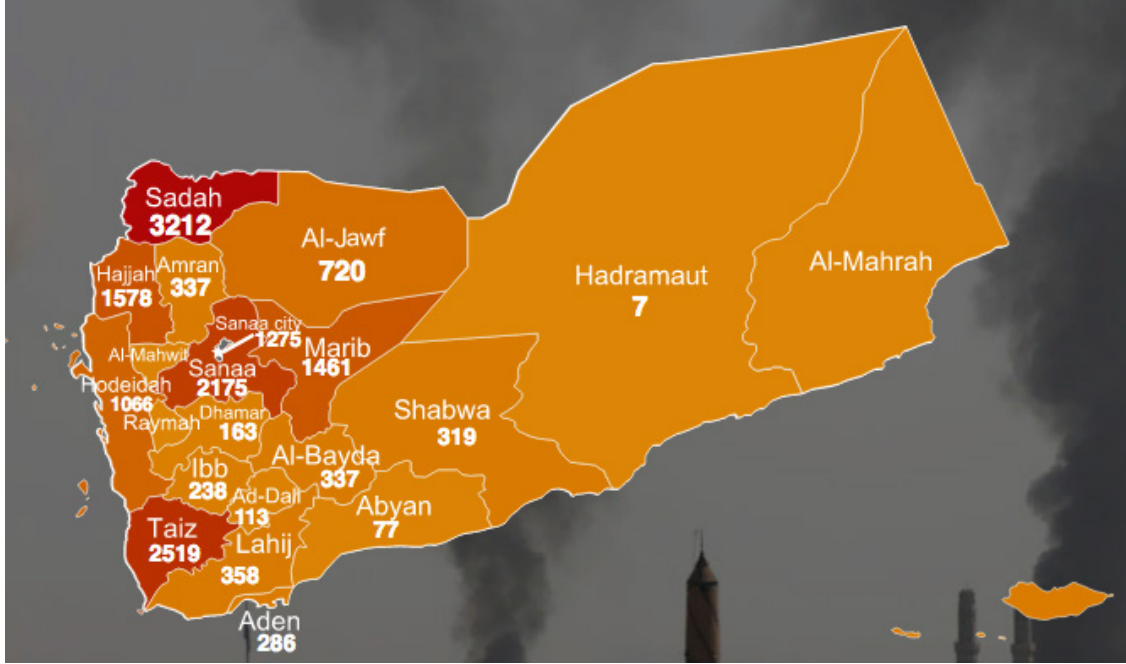 Sadah
3212
Al-Jawf
720
Hajjah
1578
Amran
337
Hadramaut
7
Al-Mahrah
Sanaa city
1275
Marib
1461
Al-Mahwit
Sanaa
2175
Hodeidah
1066
Raymah
Dhamar
163
Shabwa
319
Ibb
238
Al-Bayda
337
Ad-Dali
113
Abyan
77
Taiz
2519
Lahij
358
Aden
286